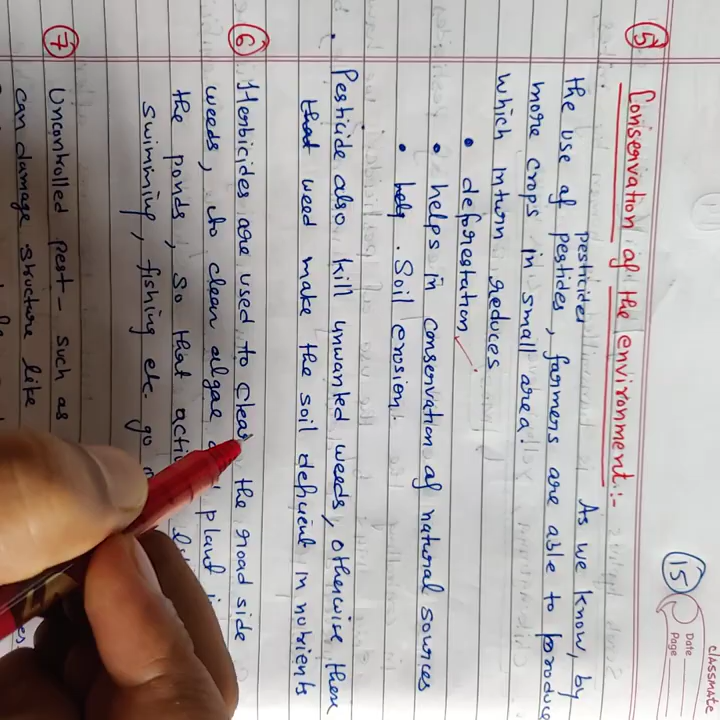 classmate
Date
Page
15
5 Conservation of the environment:-
As we know, by
pesticides
the use of pestides, farmers are able to produce
more crops in small area.
which inturn reduces
• deforestation
• helps in conservation of natural sources
• help. Soil erosion.
• Pesticide also kill unwanted weeds, otherwise these
that weed make the soil deficient in nutrients
6 Herbicides are used to clear the road side
weeds, to clean algae plant
the ponds, so that
swimming, fishing etc. go
7 Uncontrolled pest - such as
can damage structure like